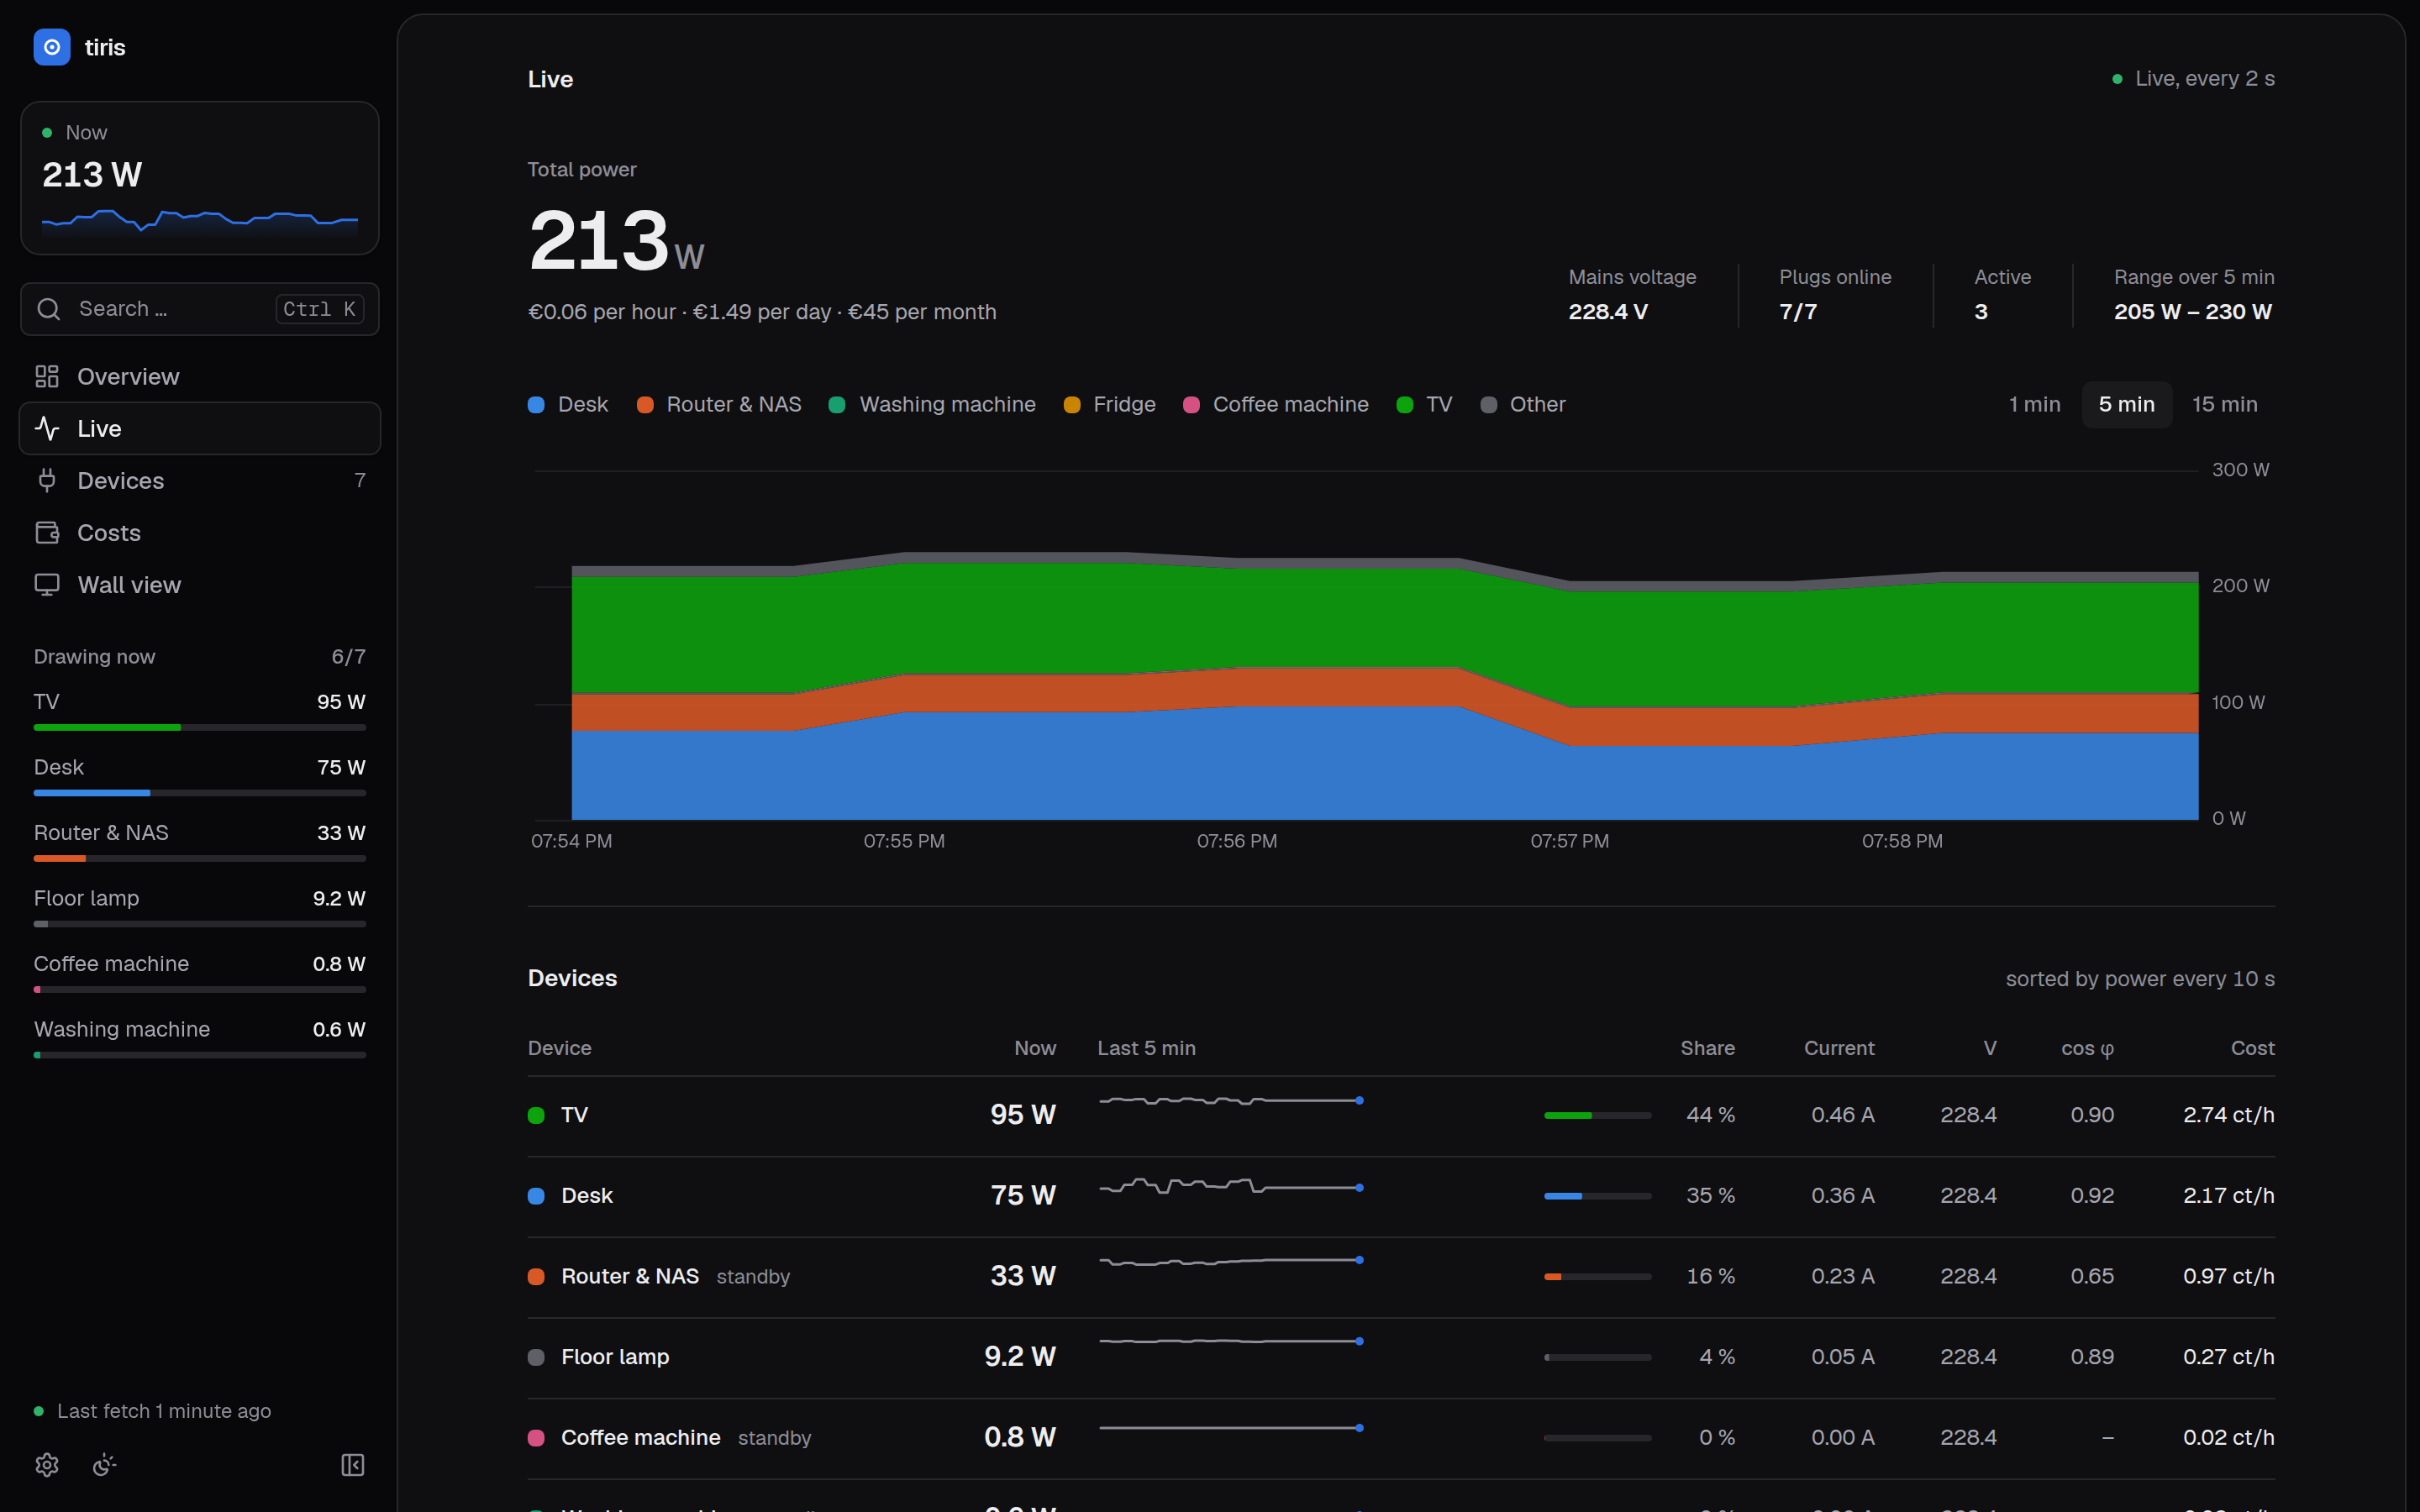 tiris
Now
213 W
Search ... Ctrl K
Overview
Live
Devices 7
Costs
Wall view
Drawing now 6/7
TV 95 W
Desk 75 W
Router & NAS 33 W
Floor lamp 9.2 W
Coffee machine 0.8 W
Washing machine 0.6 W
Last fetch 1 minute ago
Live Live, every 2 s
Total power
213 W
€0.06 per hour · €1.49 per day · €45 per month
Mains voltage Plugs online Active Range over 5 min
228.4 V 7/7 3 205 W – 230 W
Desk Router & NAS Washing machine Fridge Coffee machine TV Other 1 min 5 min 15 min
300 W
200 W
100 W
0 W
07:54 PM 07:55 PM 07:56 PM 07:57 PM 07:58 PM
Devices sorted by power every 10 s
Device Now Last 5 min Share Current V cos φ Cost
TV 95 W 44 % 0.46 A 228.4 0.90 2.74 ct/h
Desk 75 W 35 % 0.36 A 228.4 0.92 2.17 ct/h
Router & NAS standby 33 W 16 % 0.23 A 228.4 0.65 0.97 ct/h
Floor lamp 9.2 W 4 % 0.05 A 228.4 0.89 0.27 ct/h
Coffee machine standby 0.8 W 0 % 0.00 A 228.4 – 0.02 ct/h